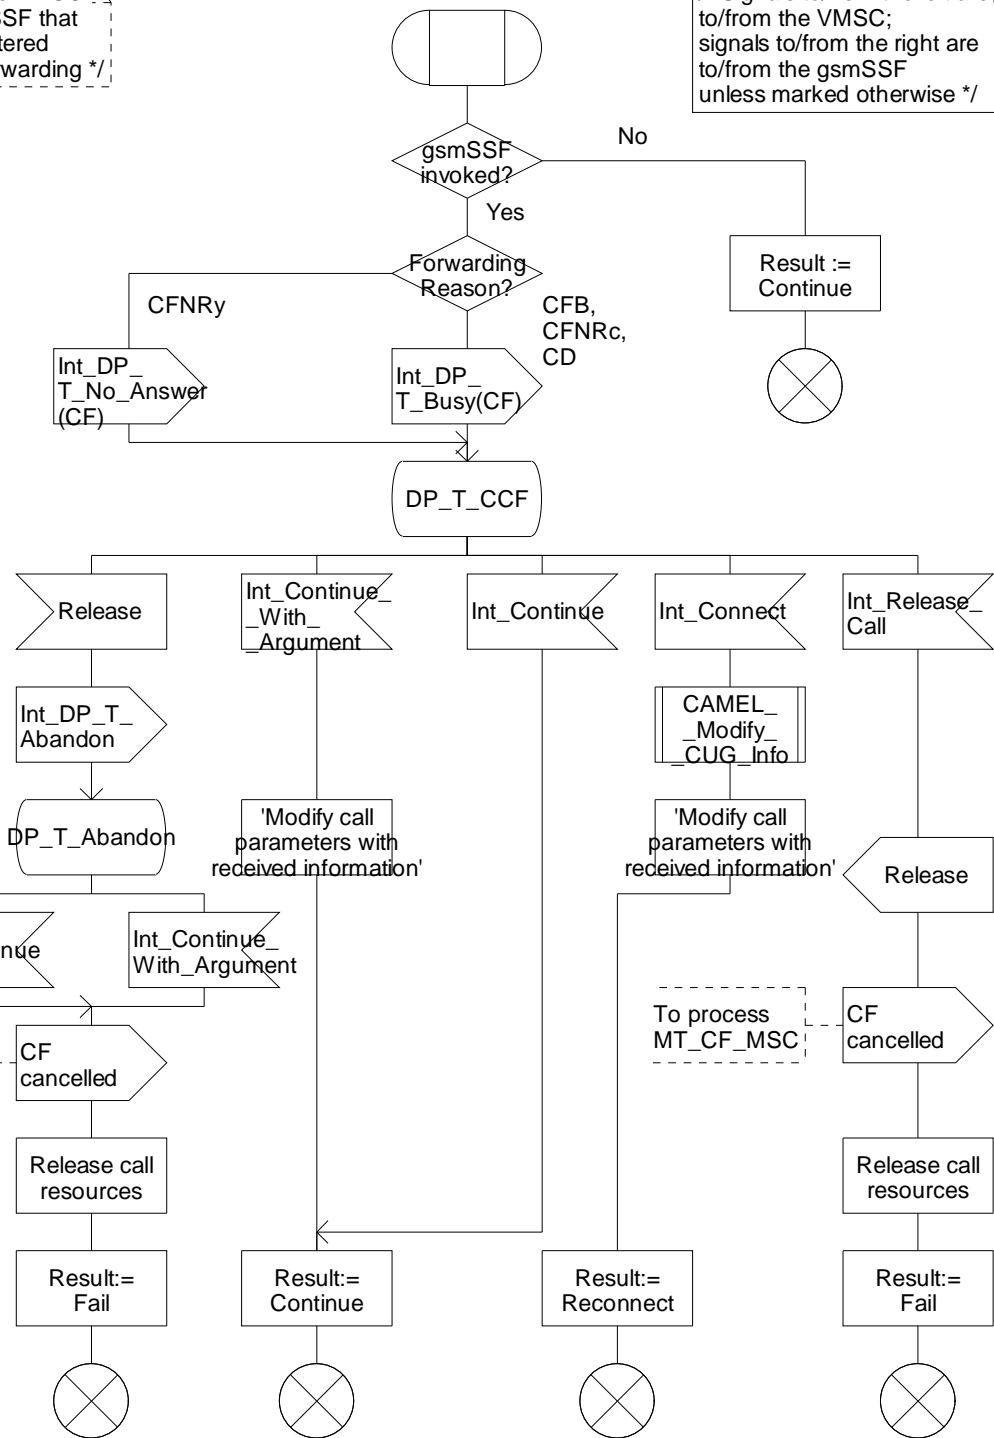 SF that
tered
warding */
to/from the VMSC;
signals to/from the right are
to/from the gsmSSF
unless marked otherwise */
gsmSSF
invoked?
No
Yes
Forwarding
Reason?
Result :=
Continue
CFNRy
CFB,
CFNRc,
CD
Int_DP_
T_No_Answer
(CF)
Int_DP_
T_Busy(CF)
DP_T_CCF
Release
Int_Continue_
_With_
_Argument
Int_Continue
Int_Connect
Int_Release_
Call
Int_DP_T_
Abandon
CAMEL_
_Modify_
_CUG_Info
DP_T_Abandon
'Modify call
parameters with
received information'
'Modify call
parameters with
received information'
Release
nue
Int_Continue_
With_Argument
To process
MT_CF_MSC
CF
cancelled
CF
cancelled
Release call
resources
Release call
resources
Result:=
Fail
Result:=
Continue
Result:=
Reconnect
Result:=
Fail